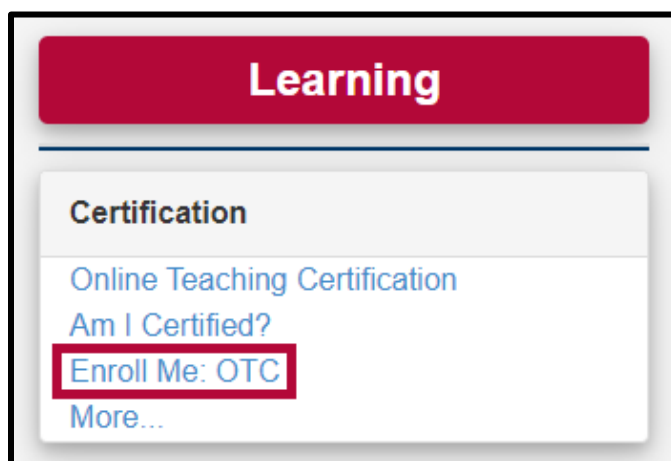 Learning
Certification
Online Teaching Certification
Am I Certified?
Enroll Me: OTC
More...